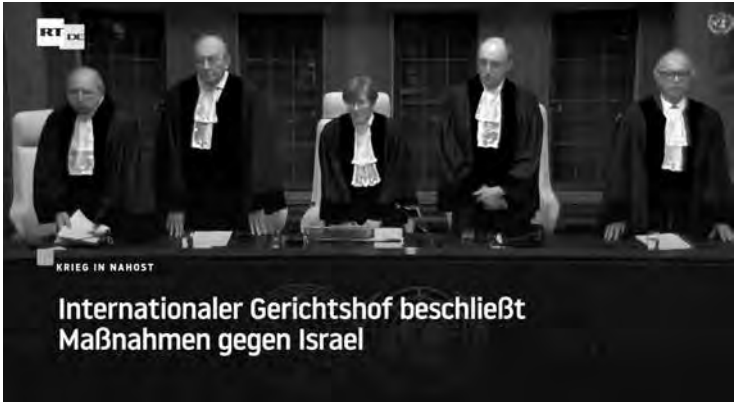 RT DE
KRIEG IN NAHOST
Internationaler Gerichtshof beschließt
Maßnahmen gegen Israel